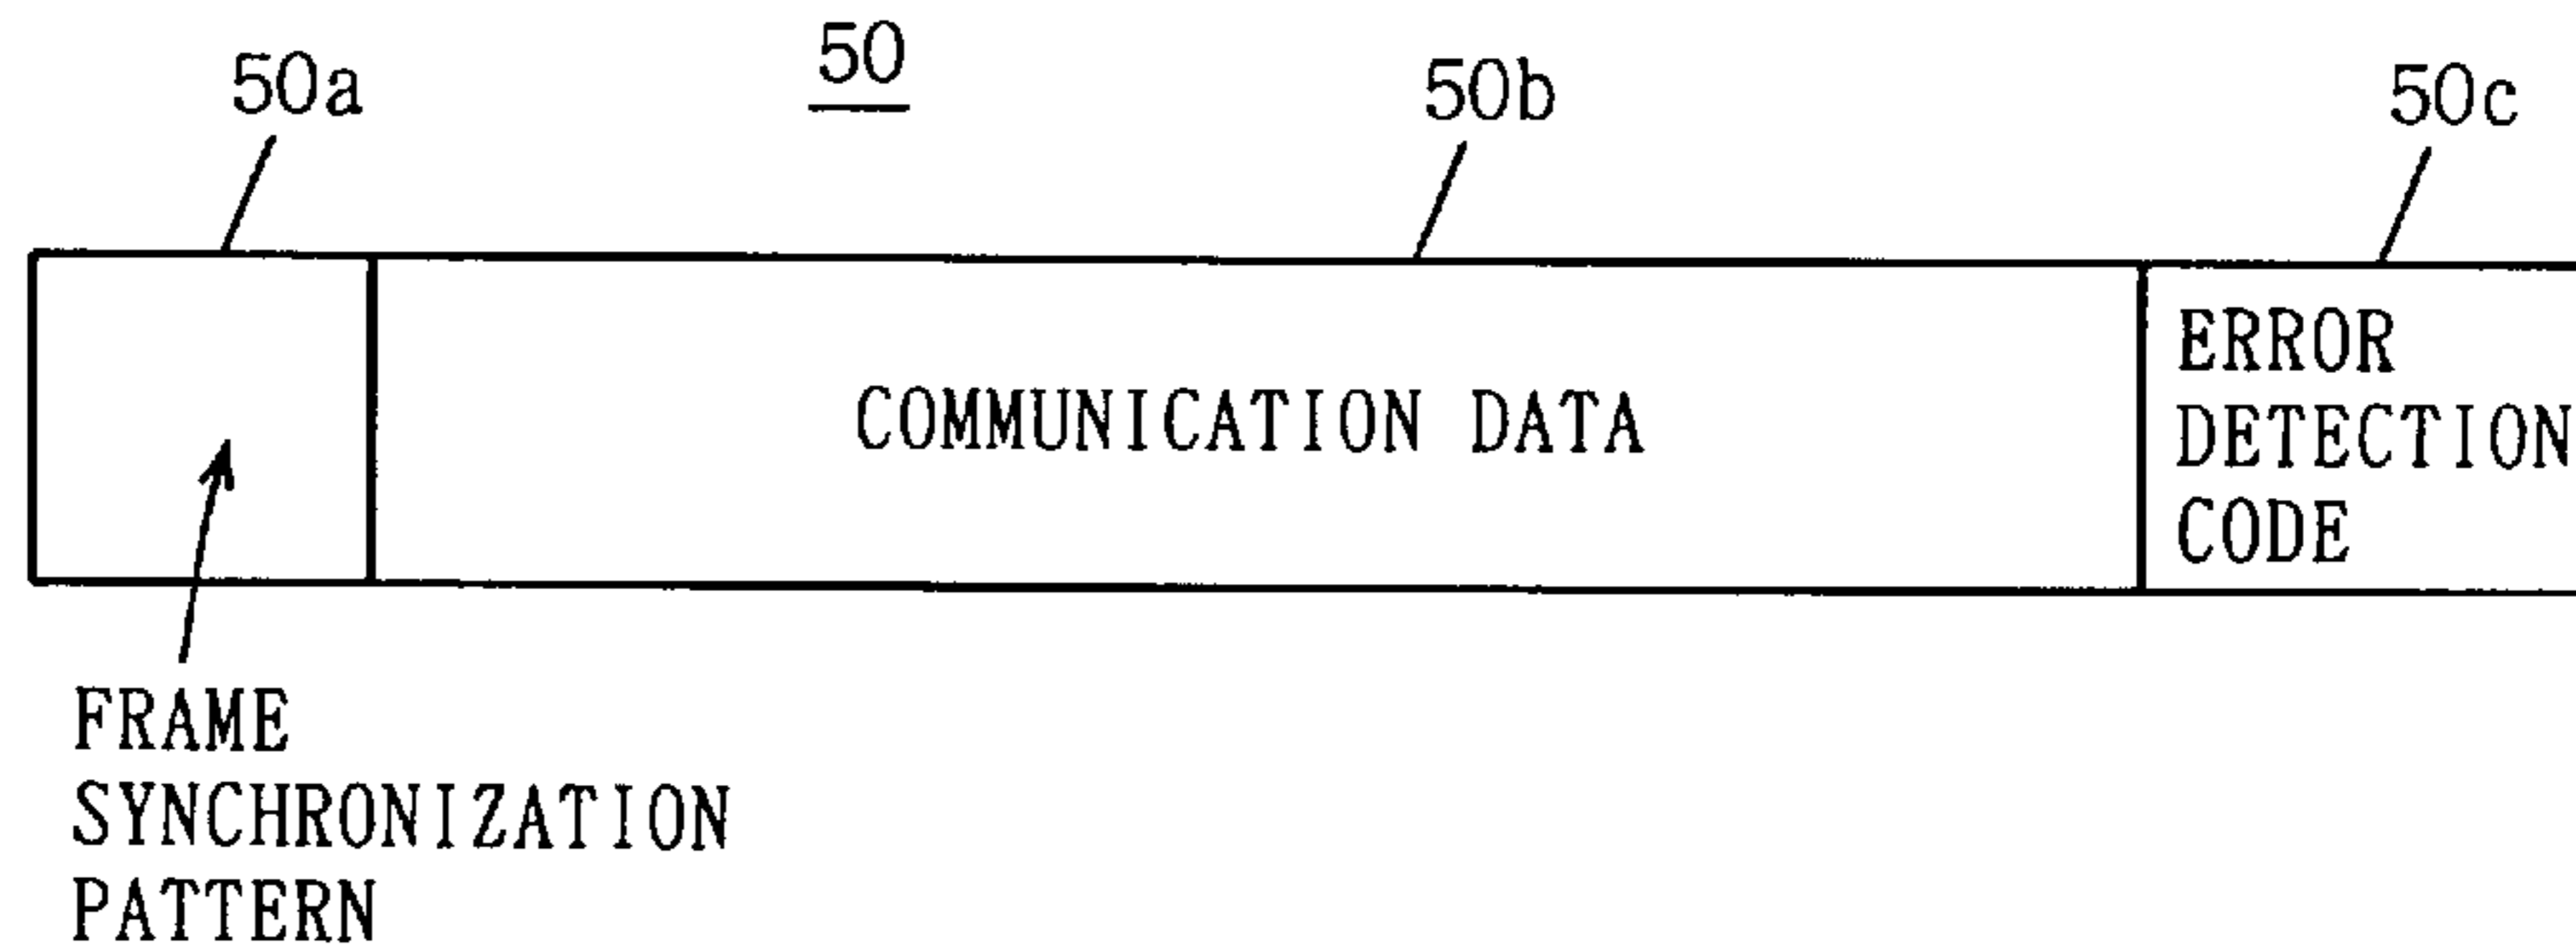 50a
50
50b
50c
COMMUNICATION DATA
ERROR
DETECTION
CODE
FRAME
SYNCHRONIZATION
PATTERN